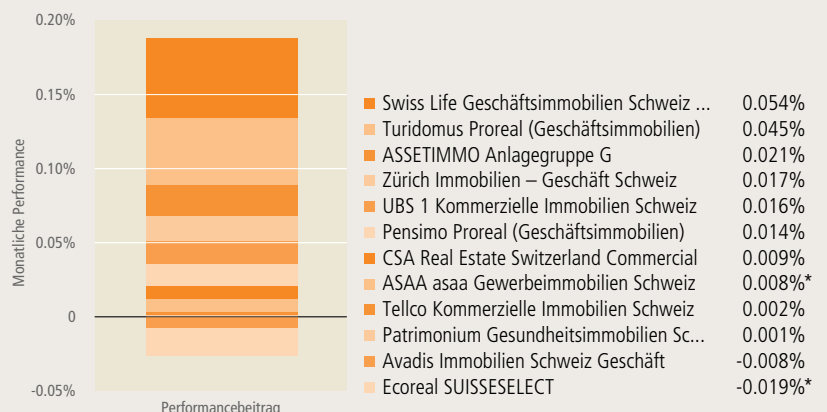 0.20%
0.15%
0.10%
0.05%
0
-0.05%
Monatliche Performance
Performancebeitrag
Swiss Life Geschäftsimmobilien Schweiz ... 0.054%
Turidomus Proreal (Geschäftsimmobilien) 0.045%
ASSETIMMO Anlagegruppe G 0.021%
Zürich Immobilien – Geschäft Schweiz 0.017%
UBS 1 Kommerzielle Immobilien Schweiz 0.016%
Pensimo Proreal (Geschäftsimmobilien) 0.014%
CSA Real Estate Switzerland Commercial 0.009%
ASAA asaa Gewerbeimmobilien Schweiz 0.008%*
Tellco Kommerzielle Immobilien Schweiz 0.002%
Patrimonium Gesundheitsimmobilien Sc... 0.001%
Avadis Immobilien Schweiz Geschäft -0.008%
Ecoreal SUISSESELECT -0.019%*